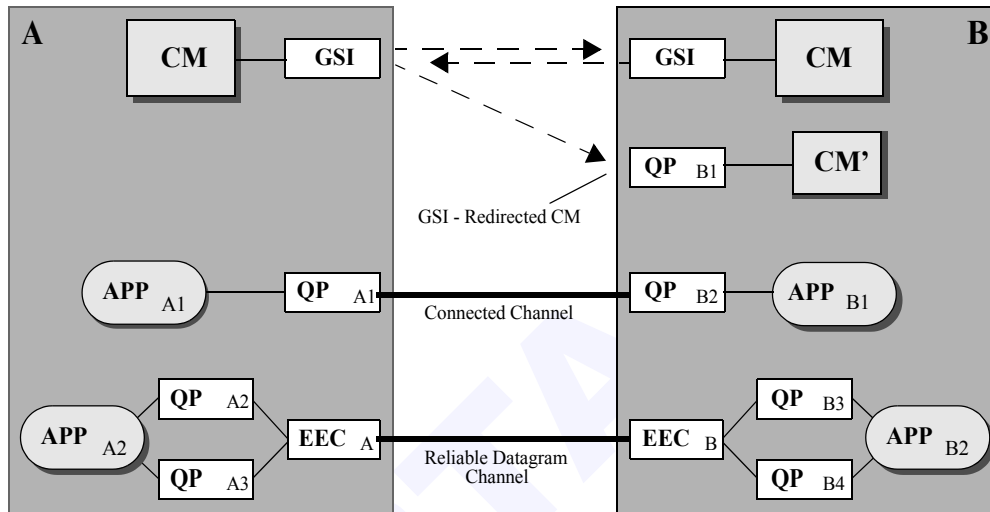 A
B
CM
GSI
GSI
CM
QP B1
CM'
GSI - Redirected CM
APP A1
QP A1
QP B2
APP B1
Connected Channel
QP A2
QP B3
APP A2
EEC A
EEC B
APP B2
Reliable Datagram
Channel
QP A3
QP B4